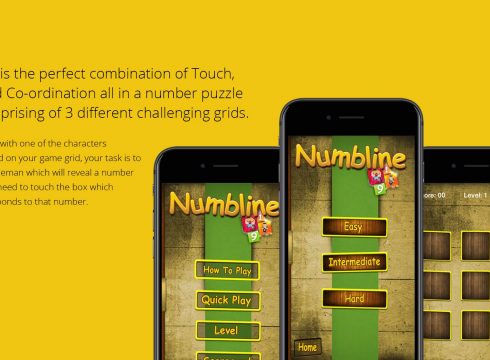 is the perfect combination of Touch,
Co-ordination all in a number puzzle
prising of 3 different challenging grids.
with one of the characters
on your game grid, your task is to
which will reveal a number
need to touch the box which
to that number.
Numbline
How To Play
Quick Play
Level
Numbline
Easy
Intermediate
Hard
Home
ore: 00 Level: 1